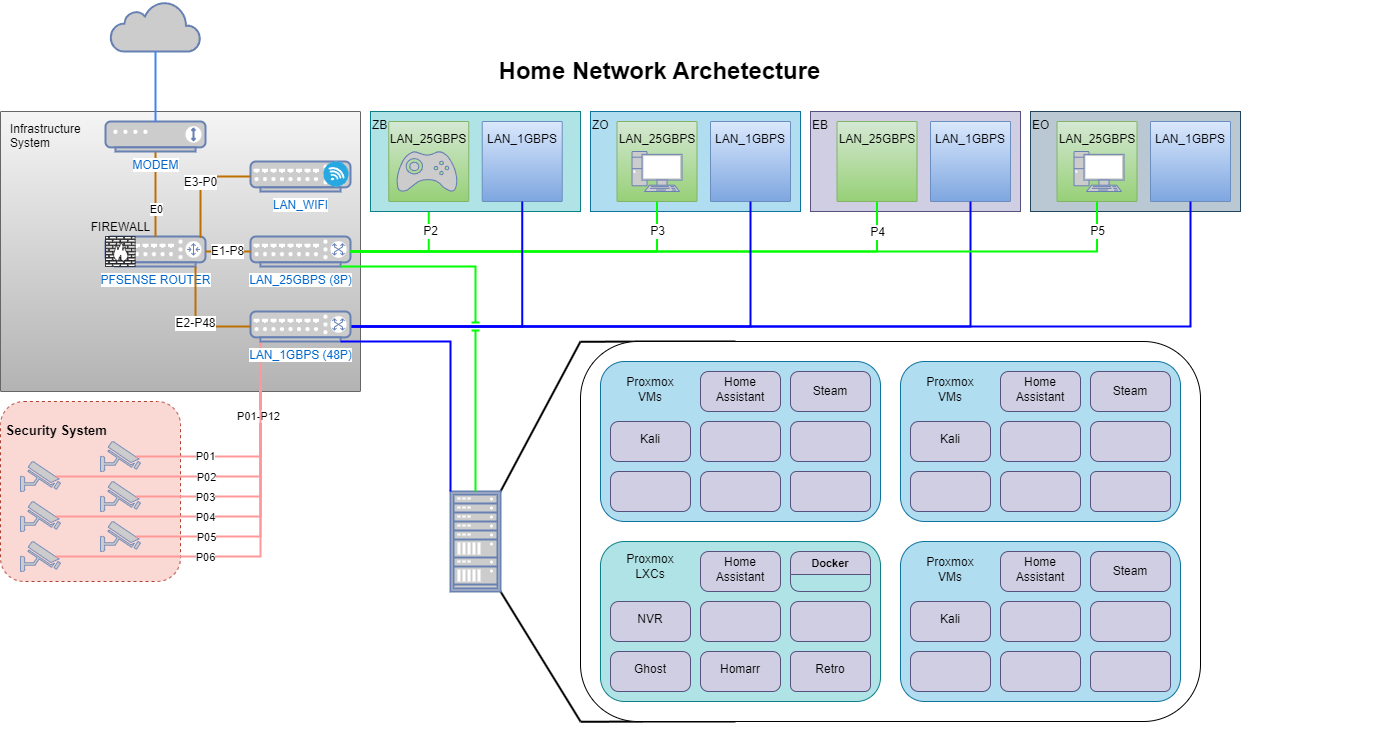 Home Network Archetecture
Infrastructure
System
MODEM
E3-P0
LAN_WIFI
E0
FIREWALL
E1-P8
PFSENSE ROUTER
LAN_25GBPS (8P)
E2-P48
LAN_1GBPS (48P)
ZB
LAN_25GBPS
LAN_1GBPS
ZO
LAN_25GBPS
LAN_1GBPS
EB
LAN_25GBPS
LAN_1GBPS
EO
LAN_25GBPS
LAN_1GBPS
P2
P3
P4
P5
P01-P12
Security System
P01
P02
P03
P04
P05
P06
Proxmox
VMs
Home
Assistant
Steam
Kali
Proxmox
VMs
Home
Assistant
Steam
Kali
Proxmox
LXCs
Home
Assistant
Docker
NVR
Ghost
Homarr
Retro
Proxmox
VMs
Home
Assistant
Steam
Kali